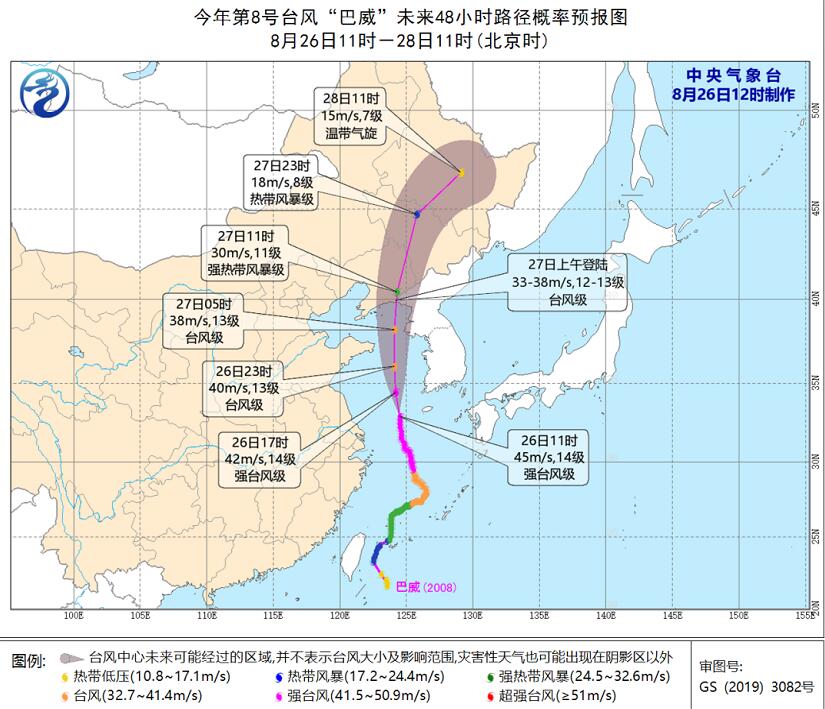 今年第8号台风“巴威”未来48小时路径概率预报图
8月26日11时－28日11时(北京时)
中央气象台
8月26日12时制作
28日11时
15m/s,7级
温带气旋
27日23时
18m/s,8级
热带风暴级
27日11时
30m/s,11级
强热带风暴级
27日上午登陆
33-38m/s,12-13级
台风级
27日05时
38m/s,13级
台风级
26日23时
40m/s,13级
台风级
26日17时
42m/s,14级
强台风级
26日11时
45m/s,14级
强台风级
巴威(2008)
50N
45N
40N
35N
30N
25N
20N
100E
105E
110E
115E
120E
125E
130E
135E
140E
145E
150E
155E
图例:
台风中心未来可能经过的区域,并不表示台风大小及影响范围,灾害性天气也可能出现在阴影区以外
热带低压(10.8~17.1m/s)
热带风暴(17.2~24.4m/s)
强热带风暴(24.5~32.6m/s)
台风(32.7~41.4m/s)
强台风(41.5~50.9m/s)
超强台风(≥51m/s)
审图号:
GS (2019) 3082号